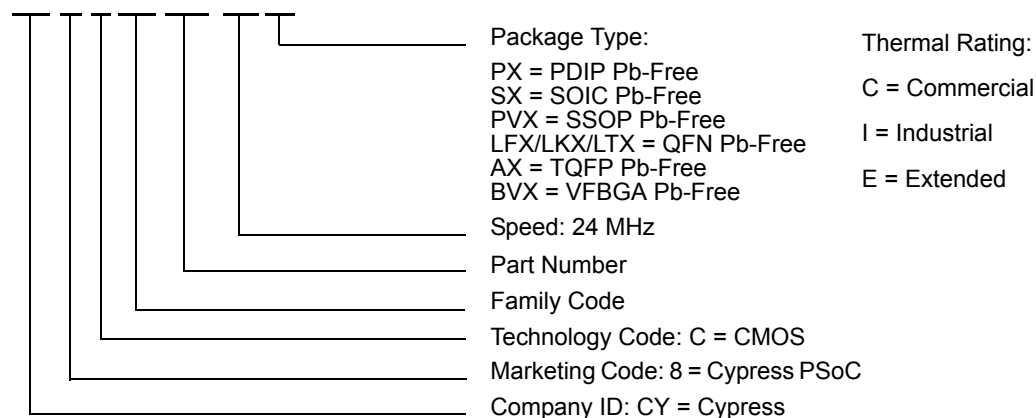 Package Type:
PX = PDIP Pb-Free
SX = SOIC Pb-Free
PVX = SSOP Pb-Free
LFX/LKX/LTX = QFN Pb-Free
AX = TQFP Pb-Free
BVX = VFBGA Pb-Free
Thermal Rating:
C = Commercial
I = Industrial
E = Extended
Speed: 24 MHz
Part Number
Family Code
Technology Code: C = CMOS
Marketing Code: 8 = Cypress PSoC
Company ID: CY = Cypress